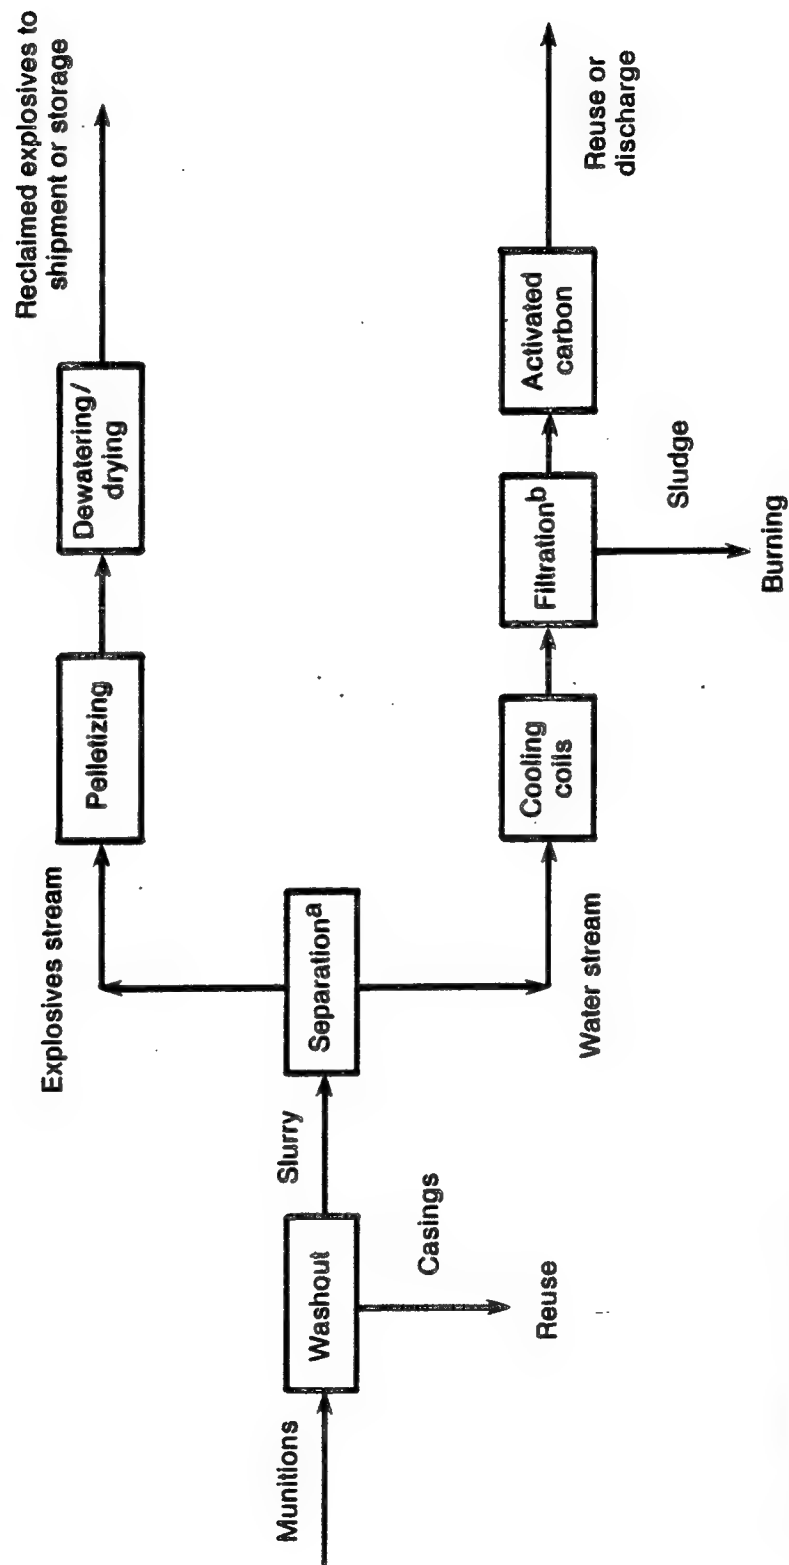 Munitions
Washout
Casings
Reuse
Slurry
Separationa
Explosives stream
Pelletizing
Dewatering/
drying
Reclaimed explosives to
shipment or storage
Water stream
Cooling
coils
Filtrationb
Sludge
Burning
Activated
carbon
Reuse or
discharge